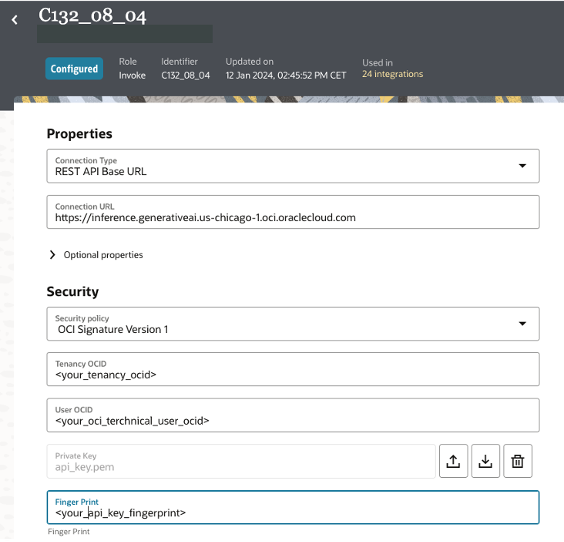 C132_08_04
Configured
Role
Invoke
Identifier
C132_08_04
Updated on
12 Jan 2024, 02:45:52 PM CET
Used in
24 integrations
Properties
Connection Type
REST API Base URL
Connection URL
https://inference.generativeai.us-chicago-1.oci.oraclecloud.com
Optional properties
Security
Security policy
OCI Signature Version 1
Tenancy OCID
<your_tenancy_ocid>
User OCID
<your_oci_terchnical_user_ocid>
Private Key
api_key.pem
Finger Print
<your_api_key_fingerprint>
Finger Print